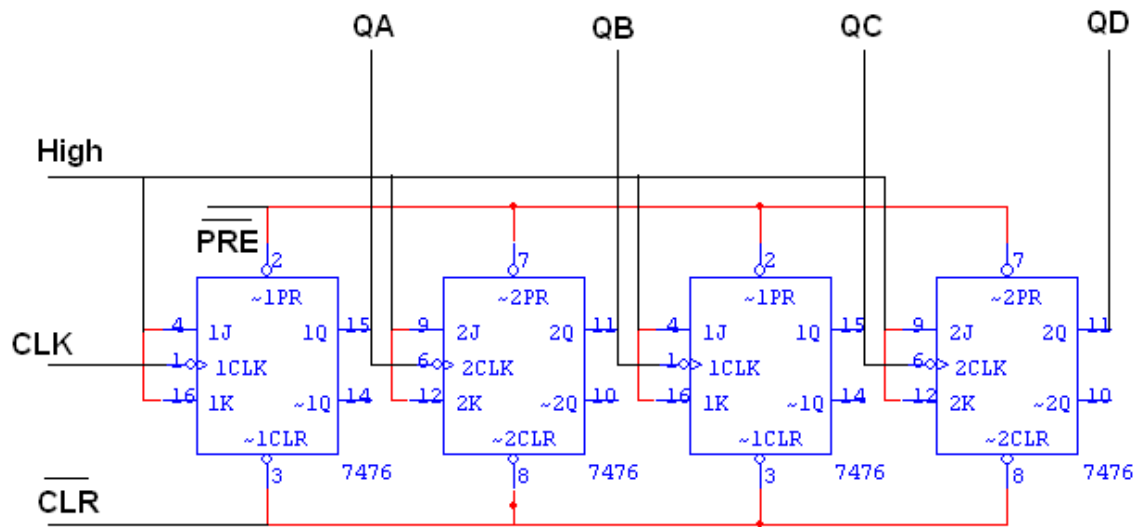 QA QB QC QD
High
PRE
2 7 2 7
~1PR ~2PR ~1PR ~2PR
4 1J 1Q 15 9 2J 2Q 11 4 1J 1Q 15 9 2J 2Q 11
CLK 1 1CLK 6 2CLK 1 1CLK 6 2CLK
16 1K ~1Q 14 12 2K ~2Q 10 16 1K ~1Q 14 12 2K ~2Q 10
~1CLR ~2CLR ~1CLR ~2CLR
3 7476 8 7476 3 7476 8 7476
CLR